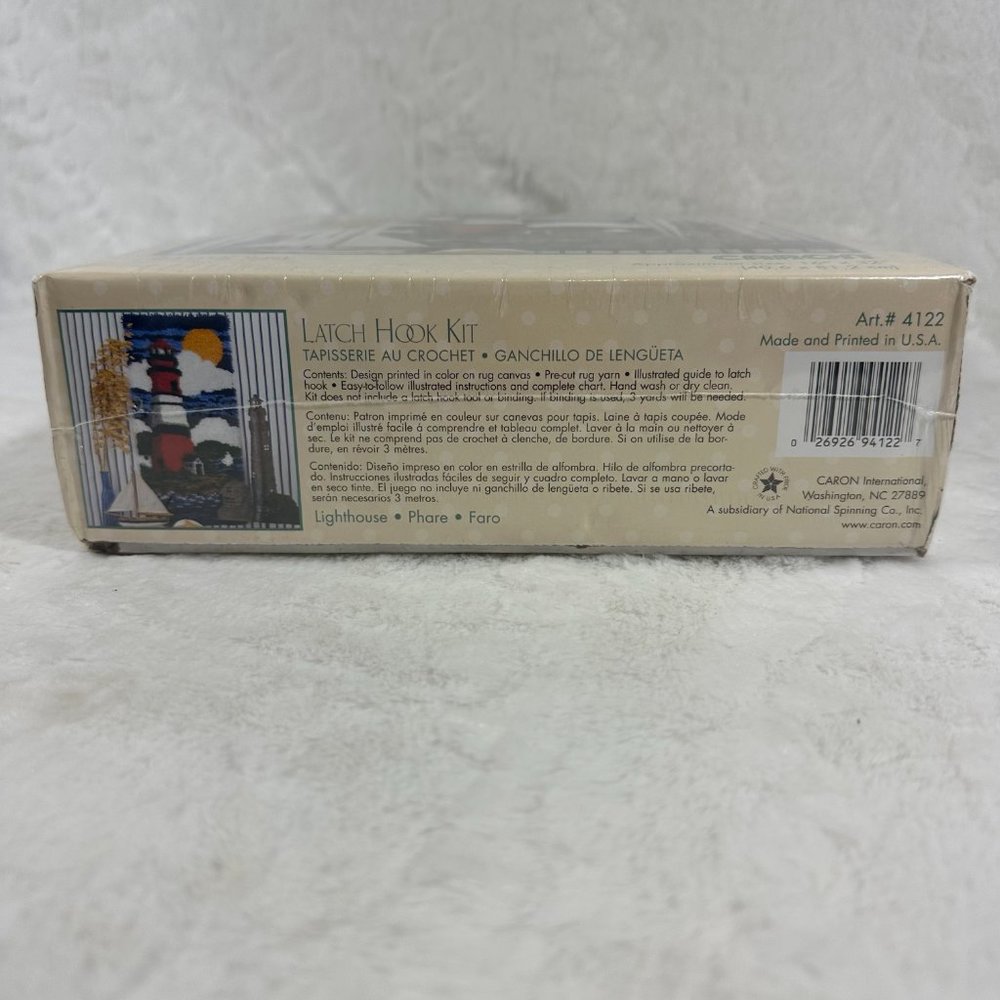 CARON
LATCH HOOK KIT
TAPISSERIE AU CROCHET • GANCHILLO DE LENGÜETA
Contents: Design printed in color on rug canvas • Pre-cut rug yarn • Illustrated guide to latch
hook • Easy-to-follow illustrated instructions and complete chart. Hand wash or dry clean.
Kit does not include a latch hook tool or binding. If binding is used, 3 yards will be needed.
Contenu: Patron imprimé en couleur sur canevas pour tapis. Laine à tapis coupée. Mode
d'emploi illustré facile à comprendre et tableau complet. Laver à la main ou nettoyer à
sec. Le kit ne comprend pas de crochet à clenche, de bordure. Si on utilise de la bor-
dure, en révoir 3 métres.
Contenido: Diseño impreso en color en estrilla de alfombra. Hilo de alfombra precorta-
do. Instrucciones ilustradas fáciles de seguir y cuadro completo. Lavar a mano o lavar
en seco tinte. El juego no incluye ni ganchillo de lengüeta o ribete. Si se usa ribete,
serán necesarios 3 metros.
Lighthouse • Phare • Faro
Art.# 4122
Made and Printed in U.S.A.
0 26926 94122 7
CRAFTED WITH PRIDE
IN U.S.A.
CARON International,
Washington, NC 27889
A subsidiary of National Spinning Co., Inc.
www.caron.com